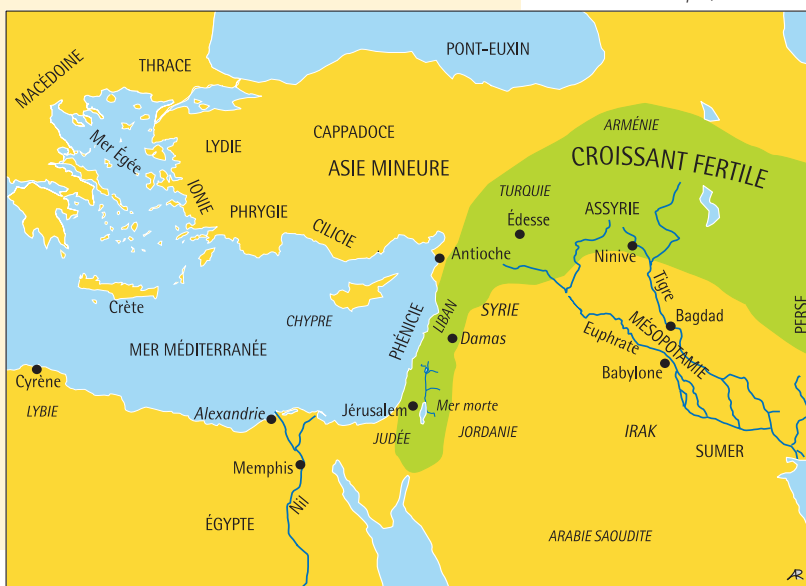 PONT-EUXIN
MACÉDOINE
THRACE
ARMÉNIE
CAPPADOCE
LYDIE
Mer Égée
CROISSANT FERTILE
ASIE MINEURE
TURQUIE
IONIE
PHRYGIE
Édesse
ASSYRIE
CILICIE
Antioche
Ninive
Tigre
Crète
CHYPRE
PHÉNICIE
LIBAN
SYRIE
Bagdad
PERSE
MER MÉDITERRANÉE
Damas
Euphrate
MÉSOPOTAMIE
Cyrène
Babylone
LYBIE
Alexandrie
Jérusalem
Mer morte
JUDÉE
JORDANIE
IRAK
SUMER
Memphis
Nil
ÉGYPTE
ARABIE SAOUDITE
AR